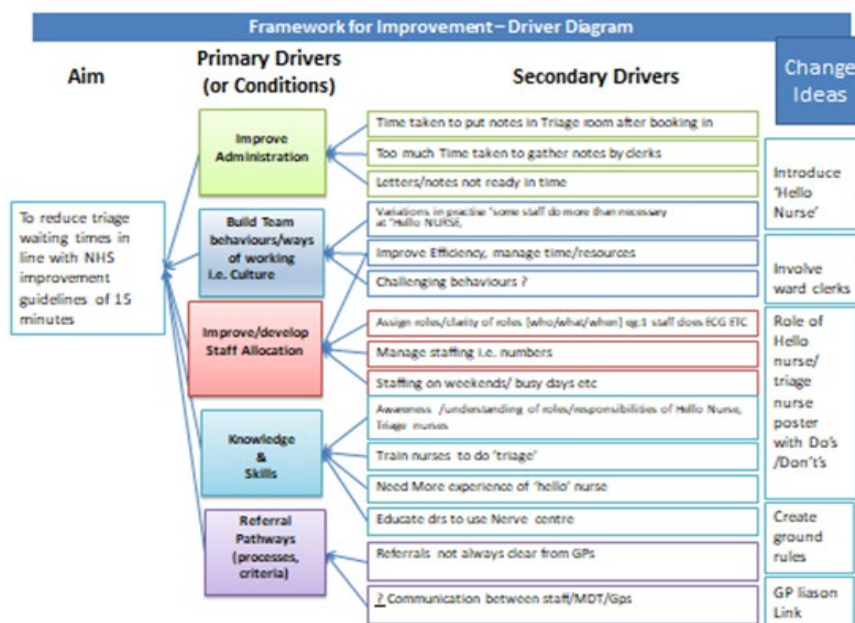 Framework for Improvement – Driver Diagram
Aim
Primary Drivers
(or Conditions)
Secondary Drivers
Change
Ideas
To reduce triage
waiting times in
line with NHS
improvement
guidelines of 15
minutes
Improve
Administration
Build Team
behaviours/ways
of working
i.e. Culture
Improve/develop
Staff Allocation
Knowledge
&
Skills
Referral
Pathways
(processes,
criteria)
Time taken to put notes in Triage room after booking in
Too much Time taken to gather notes by clerks
Letters/notes not ready in time
Variations in practise 'some staff do more than necessary
at "Hello NURSE,
Improve Efficiency, manage time/resources
Challenging behaviours ?
Assign roles/clarity of roles [who/what/when] eg:1 staff does ECG ETC
Manage staffing i.e. numbers
Staffing on weekends/ busy days etc
Awareness /understanding of roles/responsibilities of Hello Nurse,
Triage nurses
Train nurses to do 'triage'
Need More experience of 'hello' nurse
Educate drs to use Nerve centre
Referrals not always clear from GPs
? Communication between staff/MDT/Gps
Introduce
'Hello
Nurse'
Involve
ward clerks
Role of
Hello
nurse/
triage
nurse
poster
with Do's
/Don't's
Create
ground
rules
GP liason
Link